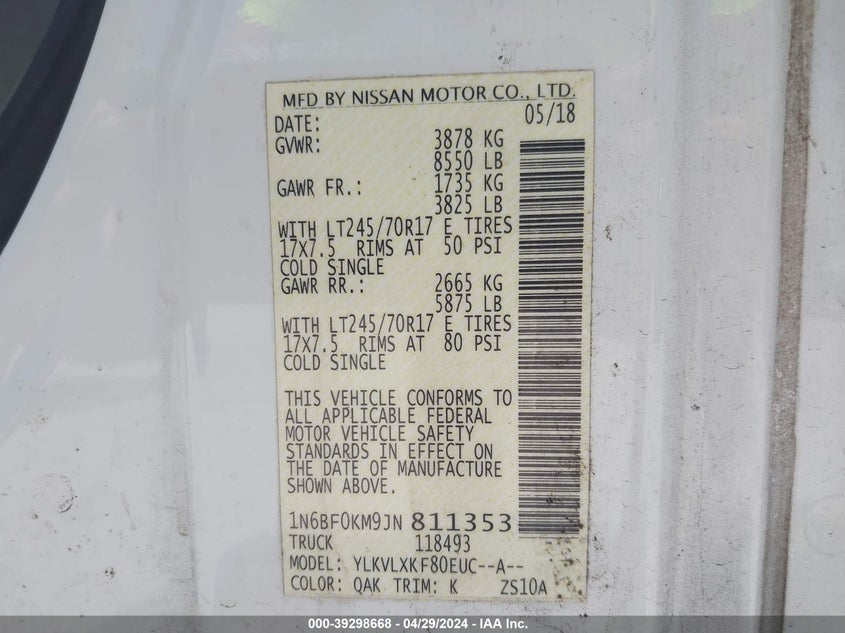 MFD BY NISSAN MOTOR CO., LTD.
DATE: 05/18
GVWR: 3878 KG
8550 LB
GAWR FR.: 1735 KG
3825 LB
WITH LT245/70R17 E TIRES
17X7.5 RIMS AT 50 PSI
COLD SINGLE
GAWR RR.: 2665 KG
5875 LB
WITH LT245/70R17 E TIRES
17X7.5 RIMS AT 80 PSI
COLD SINGLE
THIS VEHICLE CONFORMS TO
ALL APPLICABLE FEDERAL
MOTOR VEHICLE SAFETY
STANDARDS IN EFFECT ON
THE DATE OF MANUFACTURE
SHOWN ABOVE.
1N6BF0KM9JN 811353
TRUCK 118493
MODEL: YLKVLXKF80EUC--A--
COLOR: QAK TRIM: K ZS10A
000-39298668 - 04/29/2024 - IAA Inc.